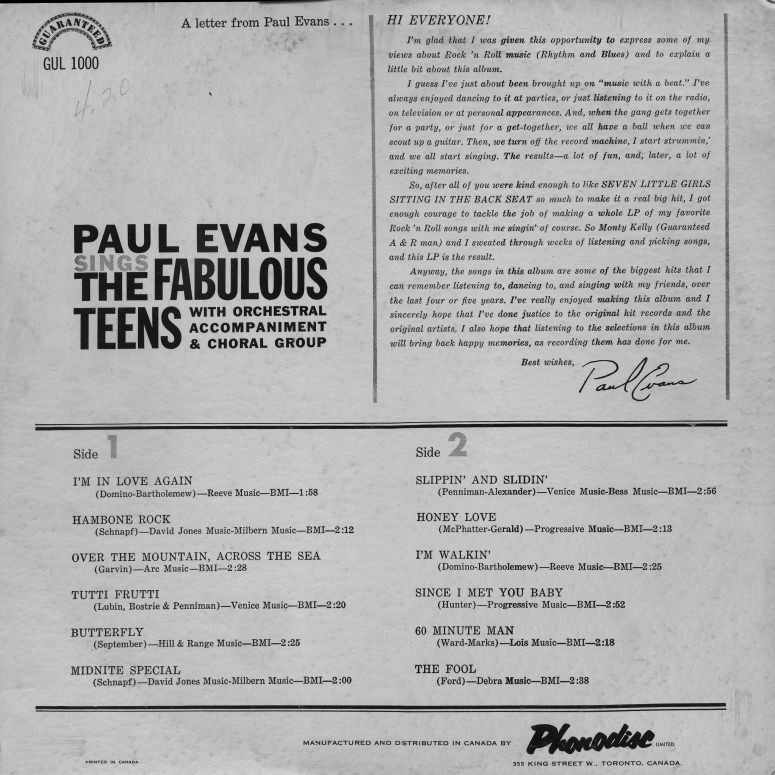 GUARANTEED
GUL 1000
4.20
A letter from Paul Evans . . .
HI EVERYONE!
I'm glad that I was given this opportunity to express some of my
views about Rock 'n Roll music (Rhythm and Blues) and to explain a
little bit about this album.
I guess I've just about been brought up on "music with a beat." I've
always enjoyed dancing to it at parties, or just listening to it on the radio,
on television or at personal appearances. And, when the gang gets together
for a party, or just for a get-together, we all have a ball when we can
scout up a guitar. Then, we turn off the record machine, I start strummin,'
and we all start singing. The results—a lot of fun, and, later, a lot of
exciting memories.
So, after all of you were kind enough to like SEVEN LITTLE GIRLS
SITTING IN THE BACK SEAT so much to make it a real big hit, I got
enough courage to tackle the job of making a whole LP of my favorite
Rock 'n Roll songs with me singin' of course. So Monty Kelly (Guaranteed
A & R man) and I sweated through weeks of listening and picking songs,
and this LP is the result.
Anyway, the songs in this album are some of the biggest hits that I
can remember listening to, dancing to, and singing with my friends, over
the last four or five years. I've really enjoyed making this album and I
sincerely hope that I've done justice to the original hit records and the
original artists. I also hope that listening to the selections in this album
will bring back happy memories, as recording them has done for me.
Best wishes,
Paul Evans
PAUL EVANS
SINGS
THE FABULOUS
TEENS WITH ORCHESTRAL
ACCOMPANIMENT
& CHORAL GROUP
Side 1
I'M IN LOVE AGAIN
(Domino-Bartholemew)—Reeve Music—BMI—1:58
HAMBONE ROCK
(Schnapf)—David Jones Music-Milbern Music—BMI—2:12
OVER THE MOUNTAIN, ACROSS THE SEA
(Garvin)—Arc Music—BMI—2:28
TUTTI FRUTTI
(Lubin, Bostrie & Penniman)—Venice Music—BMI—2:20
BUTTERFLY
(September)—Hill & Range Music—BMI—2:25
MIDNITE SPECIAL
(Schnapf)—David Jones Music-Milbern Music—BMI—2:00
Side 2
SLIPPIN' AND SLIDIN'
(Penniman-Alexander)—Venice Music-Bess Music—BMI—2:56
HONEY LOVE
(McPhatter-Gerald)—Progressive Music—BMI—2:13
I'M WALKIN'
(Domino-Bartholemew)—Reeve Music—BMI—2:25
SINCE I MET YOU BABY
(Hunter)—Progressive Music—BMI—2:52
60 MINUTE MAN
(Ward-Marks)—Lois Music—BMI—2:18
THE FOOL
(Ford)—Debra Music—BMI—2:38
MANUFACTURED AND DISTRIBUTED IN CANADA BY Phonodisc LIMITED
355 KING STREET W., TORONTO, CANADA.
PRINTED IN CANADA